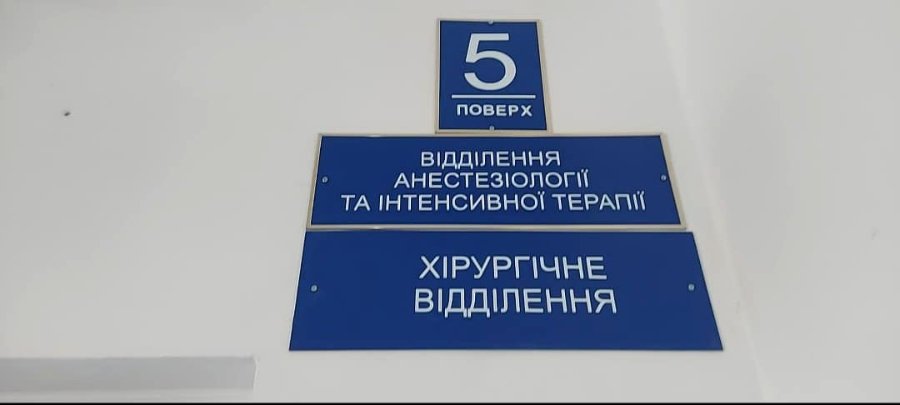 5
ПОВЕРХ
ВІДДІЛЕННЯ
АНЕСТЕЗІОЛОГІЇ
ТА ІНТЕНСИВНОЇ ТЕРАПІЇ
ХІРУРГІЧНЕ
ВІДДІЛЕННЯ